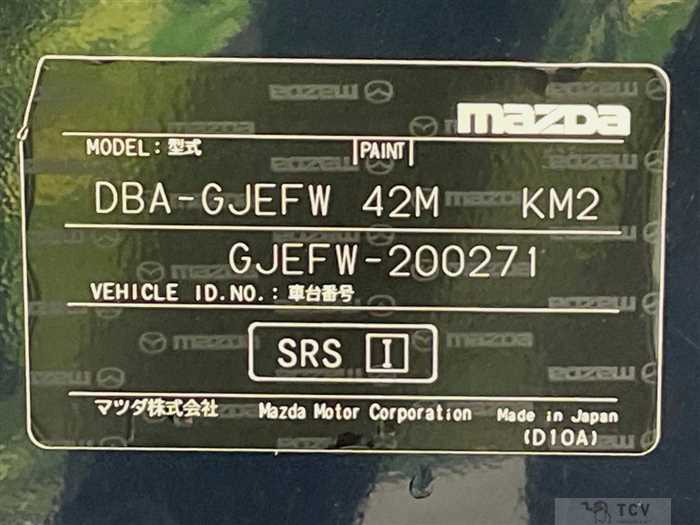 mazda
MODEL: 型式 PAINT
DBA-GJEFW 42M KM2
GJEFW-200271
VEHICLE ID.NO.: 車台番号
SRS I
マツダ株式会社 Mazda Motor Corporation Made in Japan
(D10A)
TCV